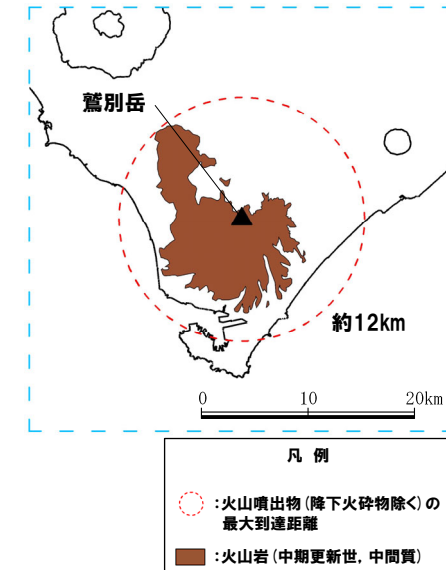 鷲別岳
約12km
0 10 20km
凡 例
:火山噴出物(降下火砕物除く)の
最大到達距離
:火山岩(中期更新世,中間質)